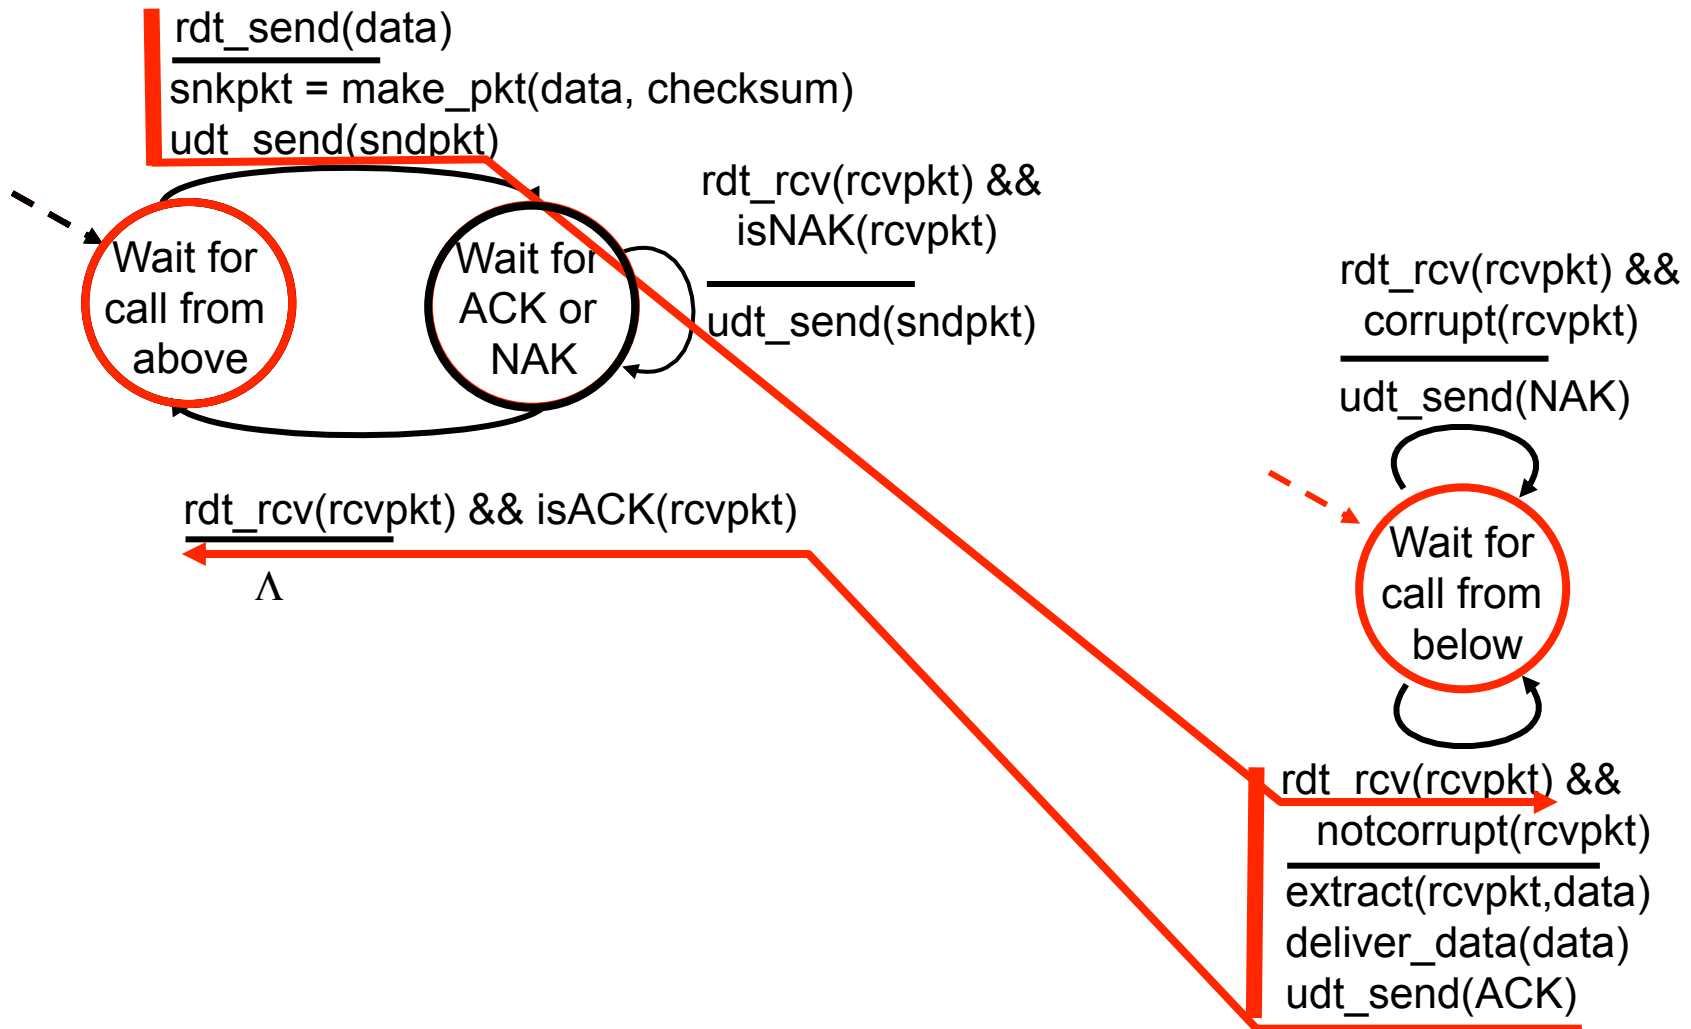 rdt_send(data)
snkpkt = make_pkt(data, checksum)
udt_send(sndpkt)
rdt_rcv(rcvpkt) &&
isNAK(rcvpkt)
udt_send(sndpkt)
Wait for
call from
above
Wait for
ACK or
NAK
rdt_rcv(rcvpkt) && isACK(rcvpkt)
Λ
rdt_rcv(rcvpkt) &&
corrupt(rcvpkt)
udt_send(NAK)
Wait for
call from
below
rdt_rcv(rcvpkt) &&
notcorrupt(rcvpkt)
extract(rcvpkt,data)
deliver_data(data)
udt_send(ACK)